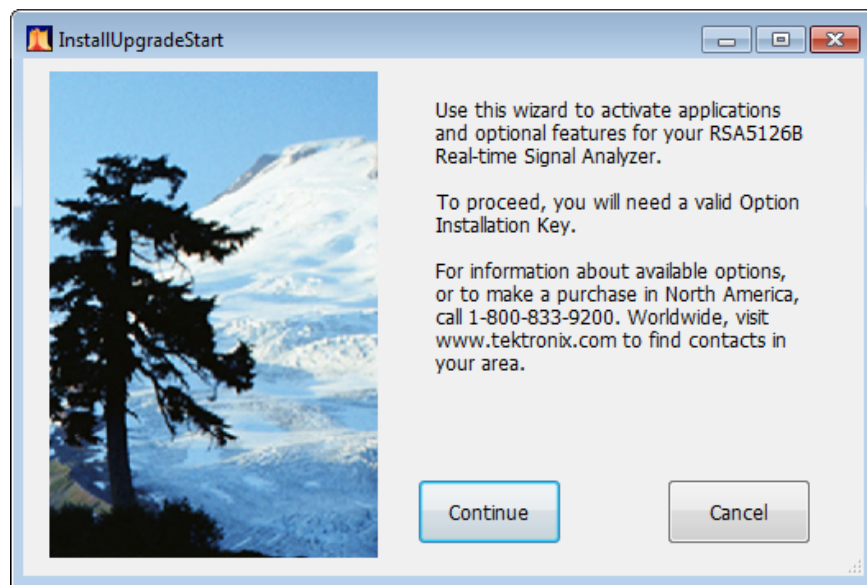 InstallUpgradeStart
Use this wizard to activate applications
and optional features for your RSA5126B
Real-time Signal Analyzer.
To proceed, you will need a valid Option
Installation Key.
For information about available options,
or to make a purchase in North America,
call 1-800-833-9200. Worldwide, visit
www.tektronix.com to find contacts in
your area.
Continue
Cancel